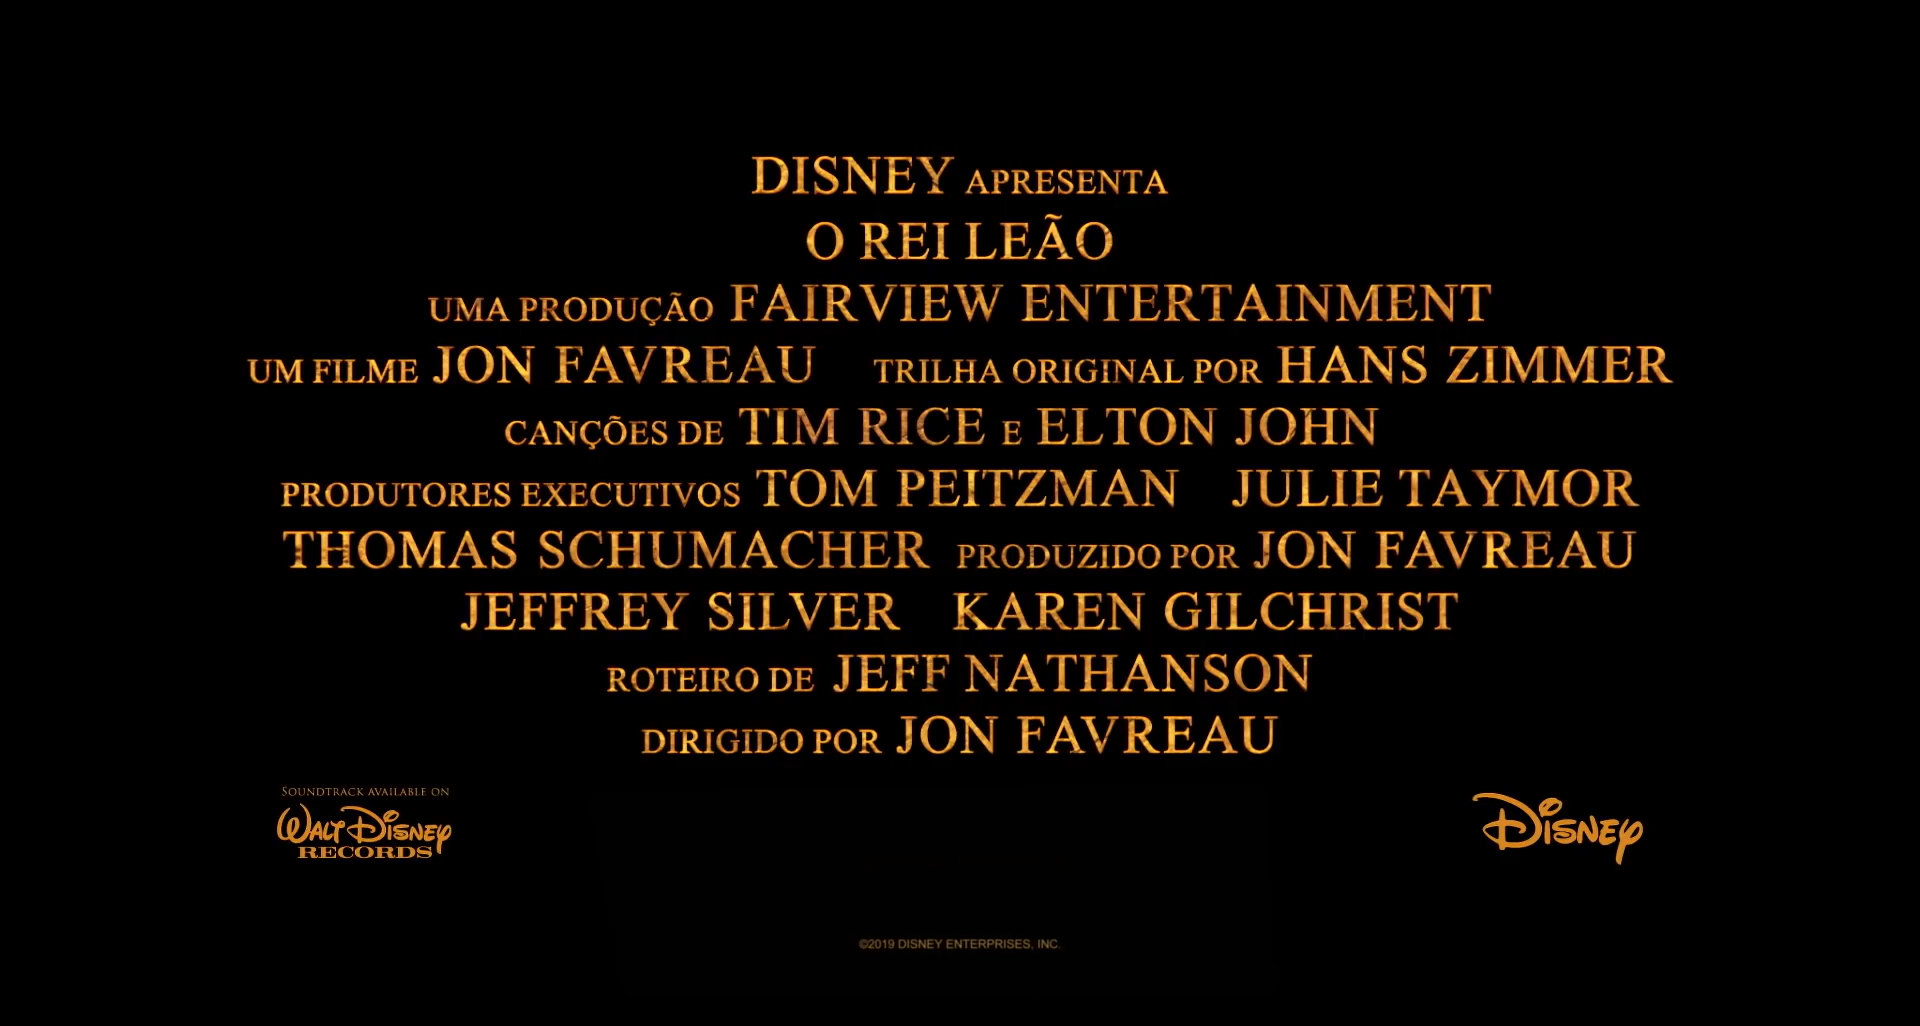 DISNEY APRESENTA
O REI LEÃO
UMA PRODUÇÃO FAIRVIEW ENTERTAINMENT
UM FILME JON FAVREAU TRILHA ORIGINAL POR HANS ZIMMER
CANÇÕES DE TIM RICE E ELTON JOHN
PRODUTORES EXECUTIVOS TOM PEITZMAN JULIE TAYMOR
THOMAS SCHUMACHER PRODUZIDO POR JON FAVREAU
JEFFREY SILVER KAREN GILCHRIST
ROTEIRO DE JEFF NATHANSON
DIRIGIDO POR JON FAVREAU
SOUNDTRACK AVAILABLE ON
WALT DISNEY
RECORDS
DISNEY
©2019 DISNEY ENTERPRISES, INC.